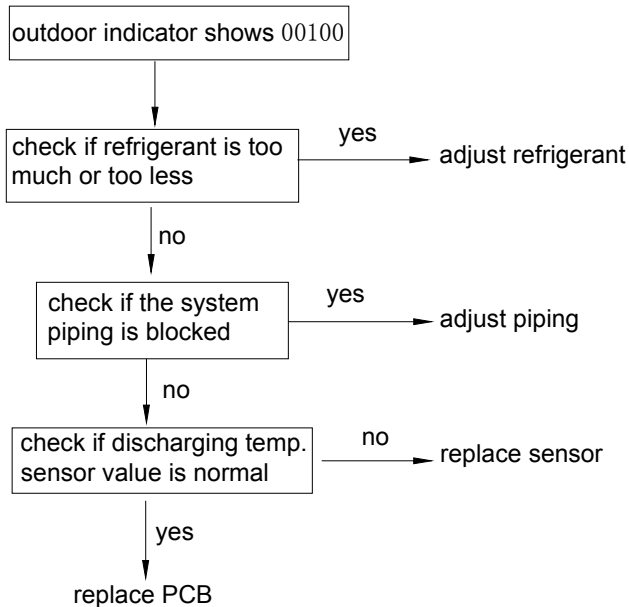 outdoor indicator shows 00100
check if refrigerant is too
much or too less
yes
adjust refrigerant
no
check if the system
piping is blocked
yes
adjust piping
no
check if discharging temp.
sensor value is normal
no
replace sensor
yes
replace PCB